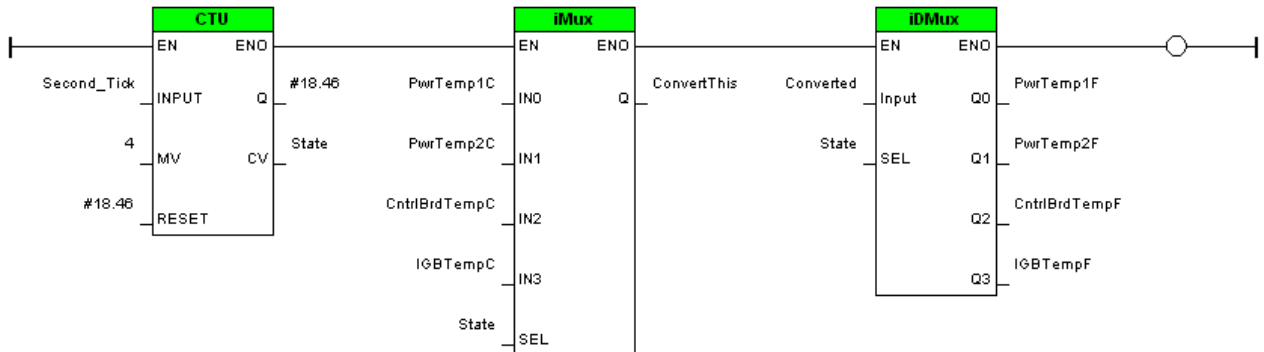 CTU
iMux
iDMux
EN ENO
EN ENO
EN ENO
Second_Tick
INPUT Q
#18.46
PwrTemp1C
IN0 Q
ConvertThis
Converted
Input Q0
PwrTemp1F
4
MV CV
State
PwrTemp2C
IN1
State
SEL Q1
PwrTemp2F
#18.46
RESET
CntrlBrdTempC
IN2
Q2
CntrlBrdTempF
IGBTempC
IN3
Q3
IGBTempF
State
SEL